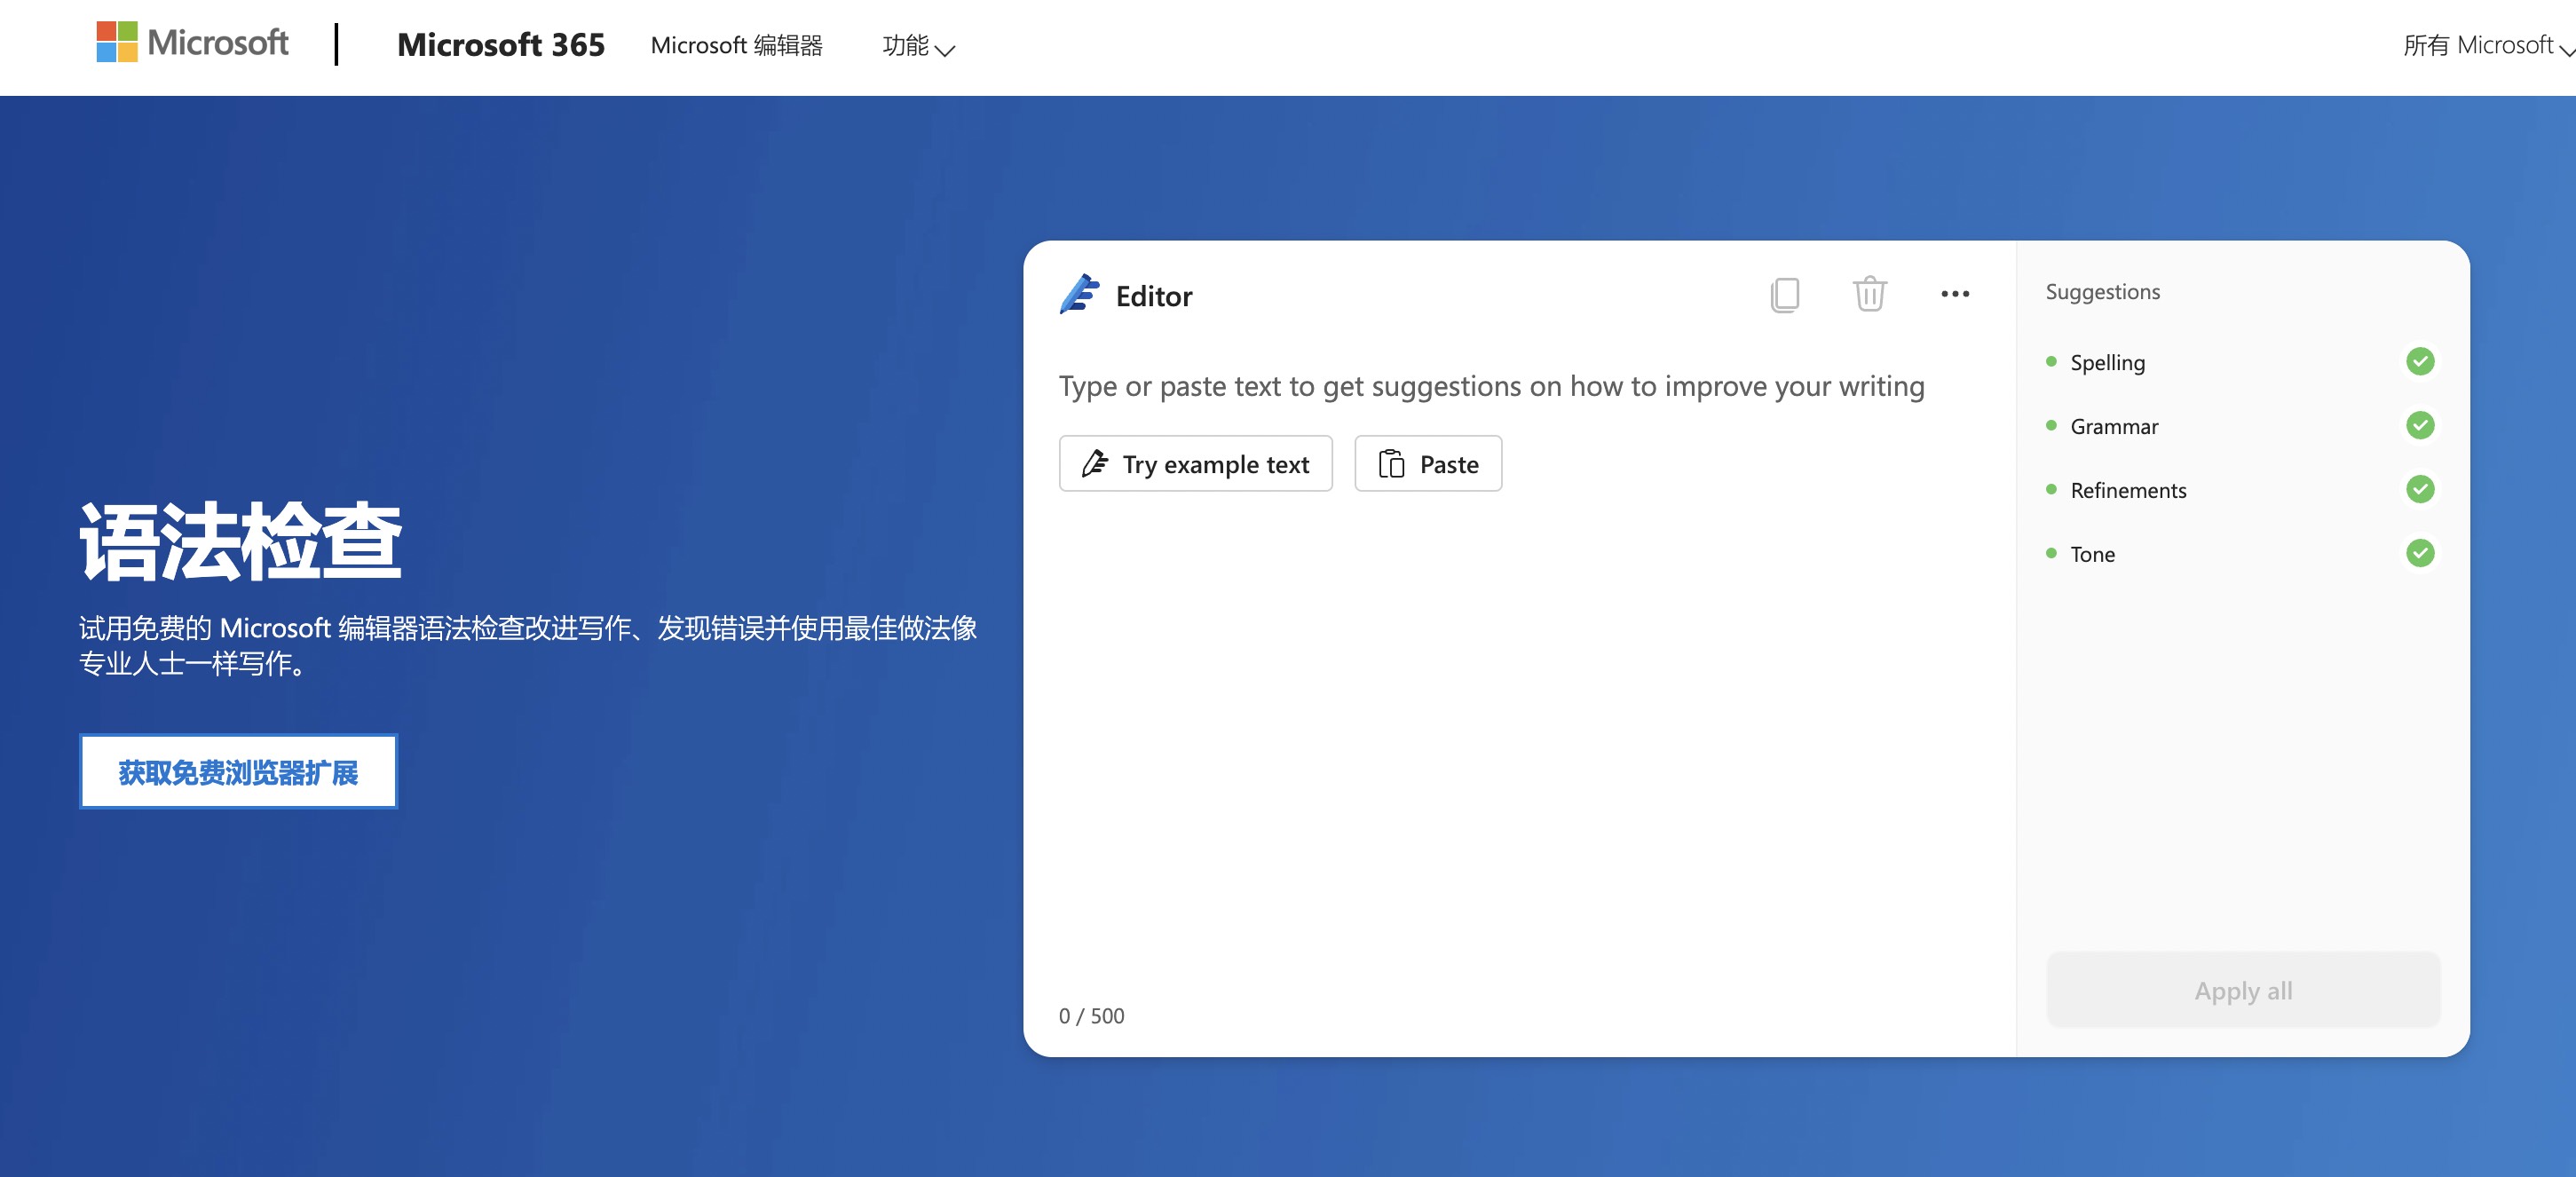 Microsoft
Microsoft 365
Microsoft 编辑器
功能
所有 Microsoft
语法检查
试用免费的 Microsoft 编辑器语法检查改进写作、发现错误并使用最佳做法像
专业人士一样写作。
获取免费浏览器扩展
Editor
Type or paste text to get suggestions on how to improve your writing
Try example text
Paste
0 / 500
Suggestions
Spelling
Grammar
Refinements
Tone
Apply all